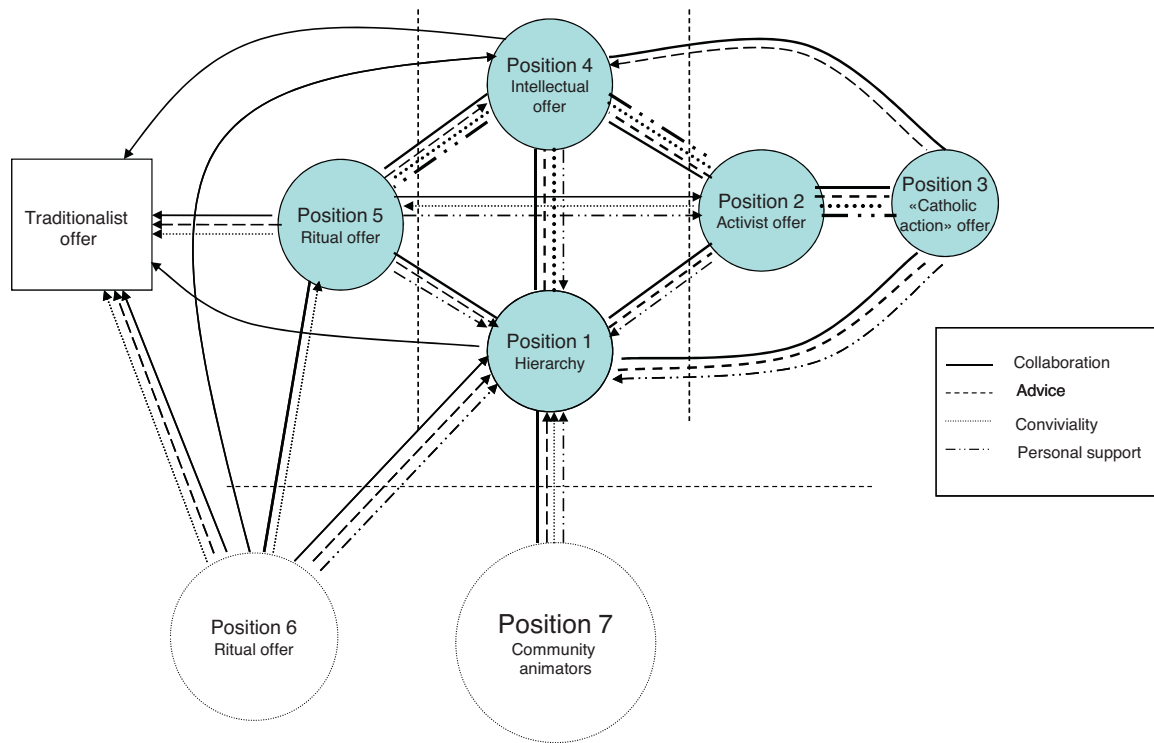 Position 4
Intellectual
offer
Traditionalist
offer
Position 5
Ritual offer
Position 2
Activist offer
Position 3
«Catholic
action» offer
Position 1
Hierarchy
Collaboration
Advice
Conviviality
Personal support
Position 6
Ritual offer
Position 7
Community
animators